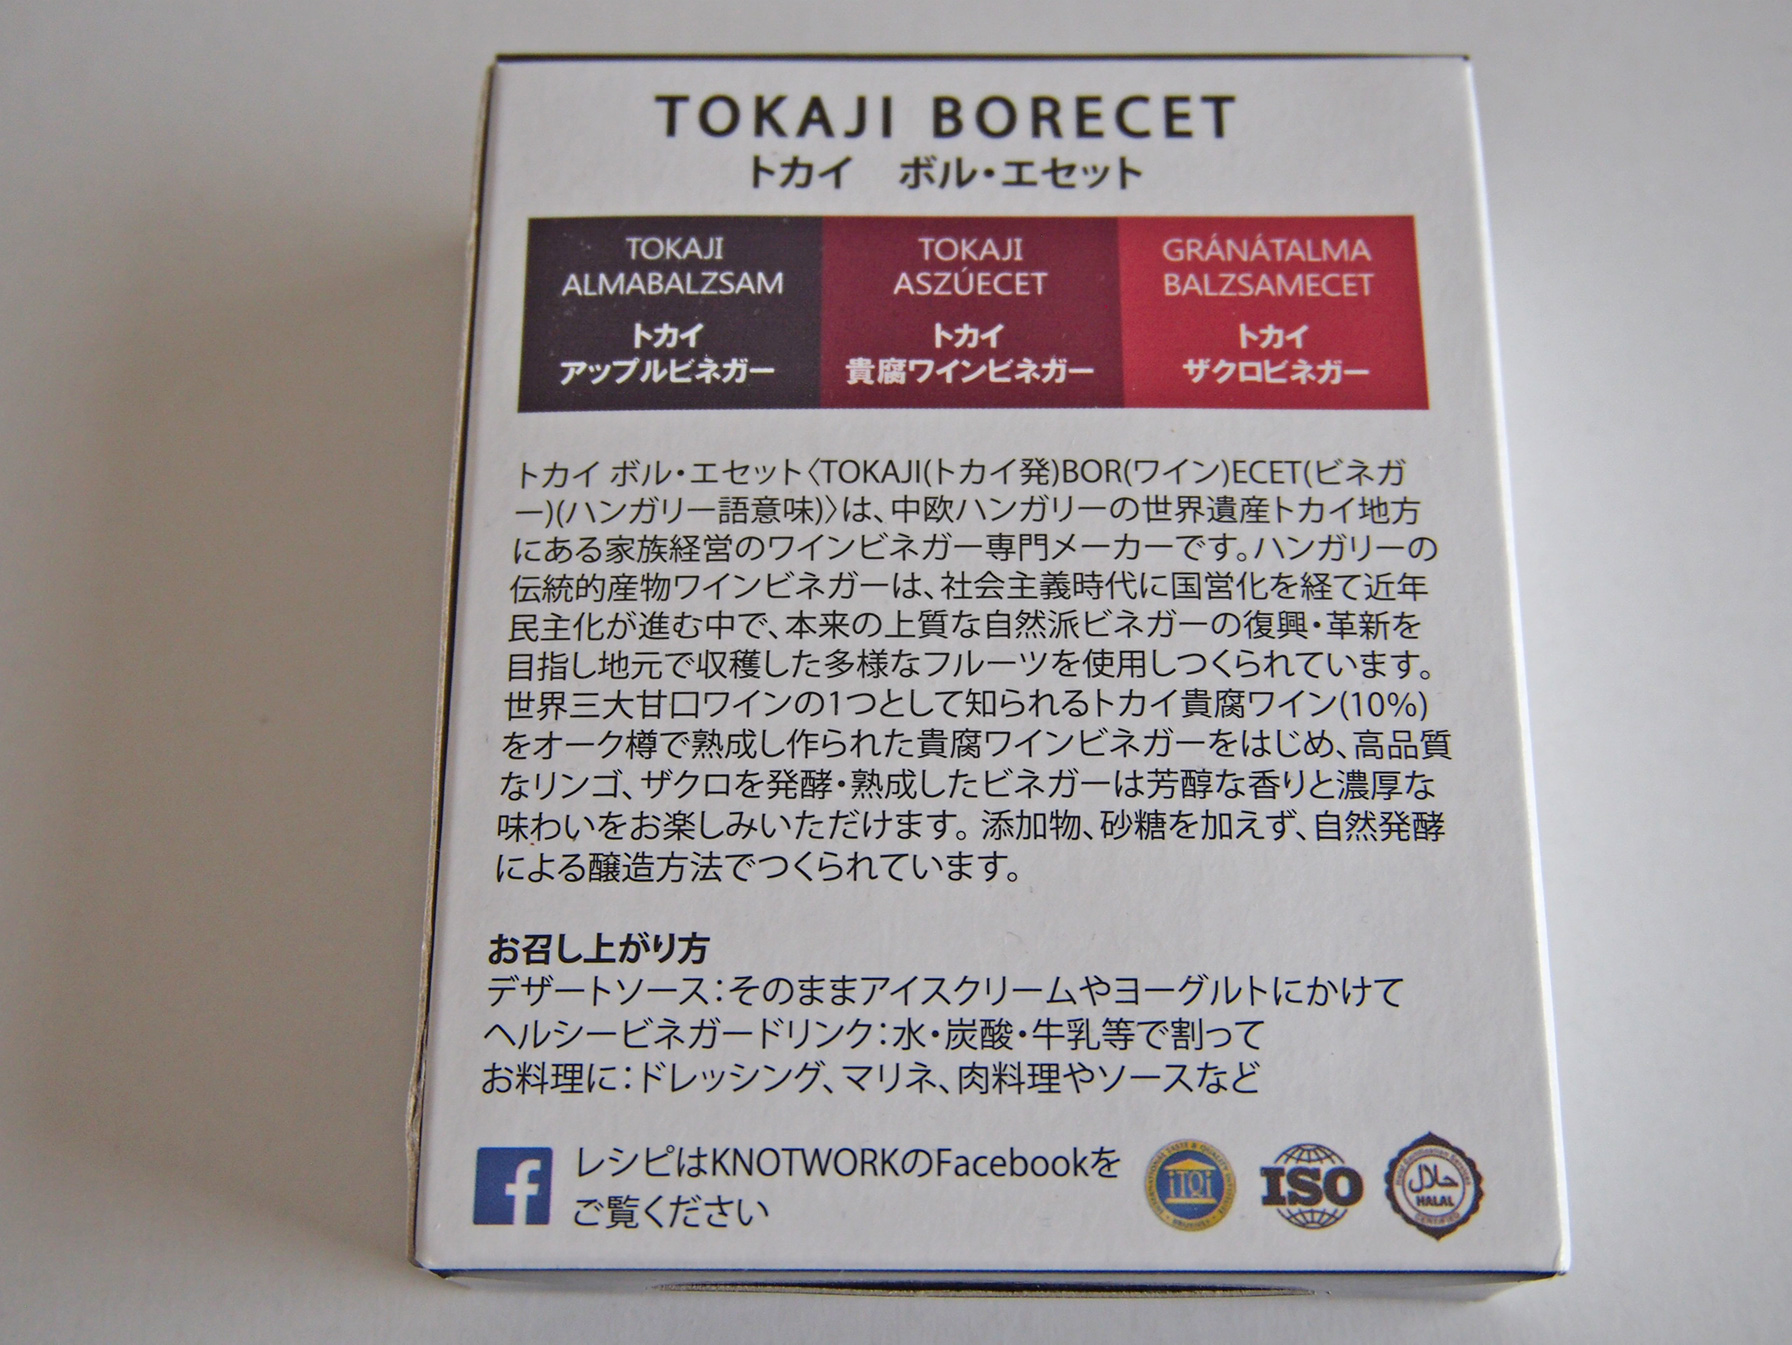 TOKAJI BORECET
トカイ　ボル・エセット
TOKAJI
ALMABALZSAM
トカイ
アップルビネガー
TOKAJI
ASZÚECET
トカイ
貴腐ワインビネガー
GRÁNÁTALMA
BALZSAMECET
トカイ
ザクロビネガー
トカイ ボル・エセット〈TOKAJI(トカイ発)BOR(ワイン)ECET(ビネガ
ー)(ハンガリー語意味)〉は、中欧ハンガリーの世界遺産トカイ地方
にある家族経営のワインビネガー専門メーカーです。ハンガリーの
伝統的産物ワインビネガーは、社会主義時代に国営化を経て近年
民主化が進む中で、本来の上質な自然派ビネガーの復興・革新を
目指し地元で収穫した多様なフルーツを使用しつくられています。
世界三大甘口ワインの1つとして知られるトカイ貴腐ワイン(10%)
をオーク樽で熟成し作られた貴腐ワインビネガーをはじめ、高品質
なリンゴ、ザクロを発酵・熟成したビネガーは芳醇な香りと濃厚な
味わいをお楽しみいただけます。添加物、砂糖を加えず、自然発酵
による醸造方法でつくられています。
お召し上がり方
デザートソース：そのままアイスクリームやヨーグルトにかけて
ヘルシービネガードリンク：水・炭酸・牛乳等で割って
お料理に：ドレッシング、マリネ、肉料理やソースなど
f
レシピはKNOTWORKのFacebookを
ご覧ください
INTERNATIONAL TASTE & QUALITY INSTITUTE
iTQi
BRUSSELS
ISO
حلال
HALAL
CERTIFIED